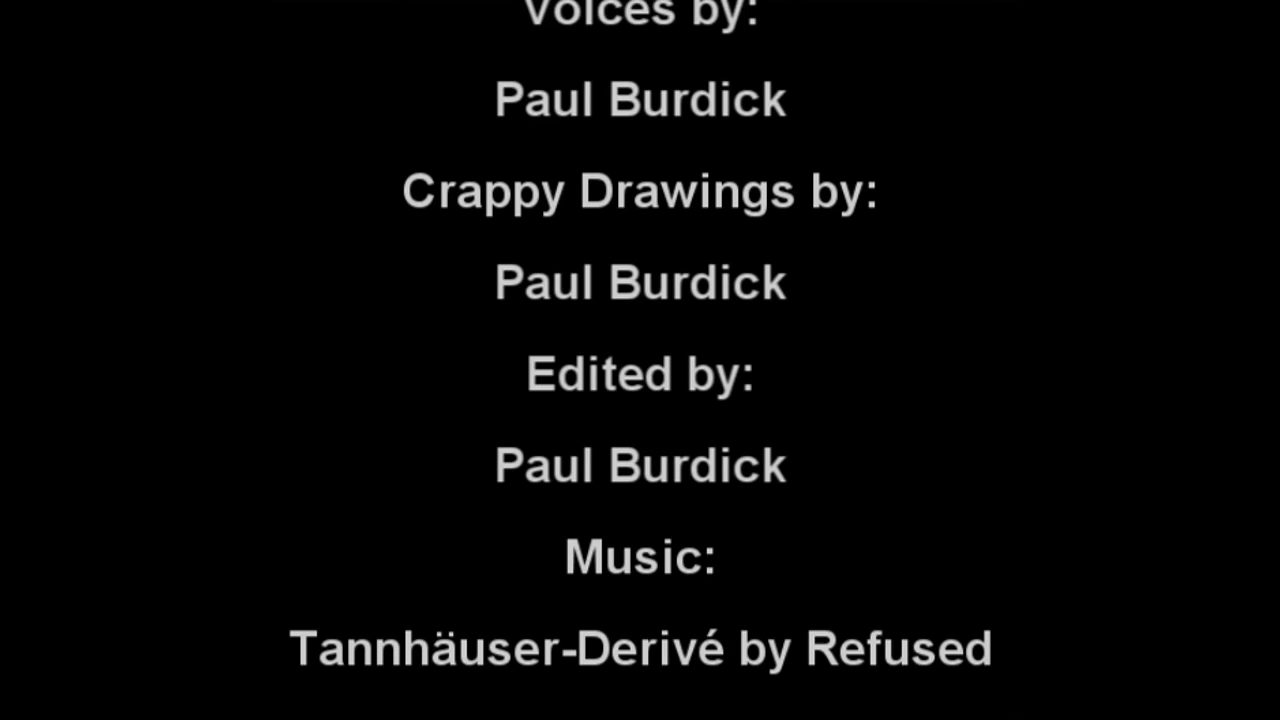 Voices by:
Paul Burdick
Crappy Drawings by:
Paul Burdick
Edited by:
Paul Burdick
Music:
Tannhäuser-Derivé by Refused